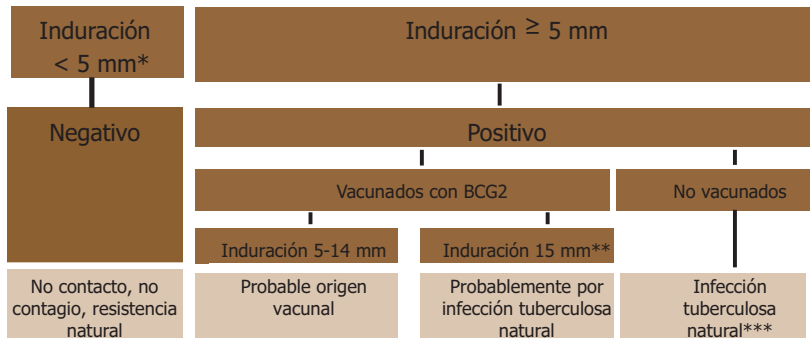 Induración
< 5 mm*
Induración ≥ 5 mm
Negativo
Positivo
Vacunados con BCG2
No vacunados
Induración 5-14 mm
Induración 15 mm**
No contacto, no
contagio, resistencia
natural
Probable origen
vacunal
Probablemente por
infección tuberculosa
natural
Infección
tuberculosa
natural***